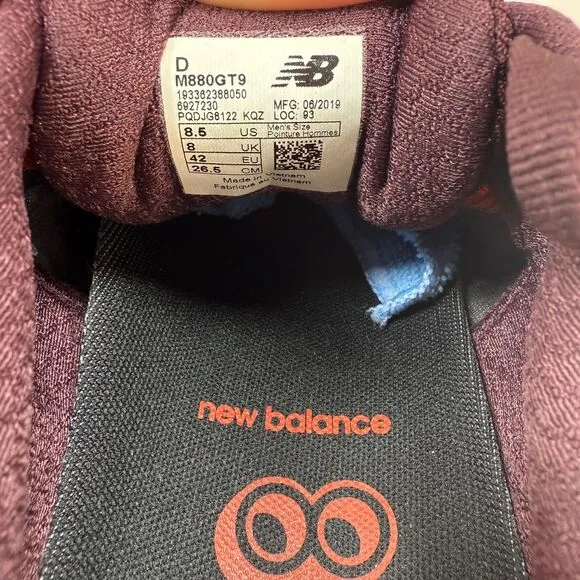 D
M880GT9
NB
193362388050
6927230 MFG: 06/2019
PQDJG8122 KQZ LOC: 93
8.5 US Men's Size
Pointure Hommes
8 UK
42 EU
26.5 CM
Made in Vietnam
Fabriqué au Vietnam
new balance